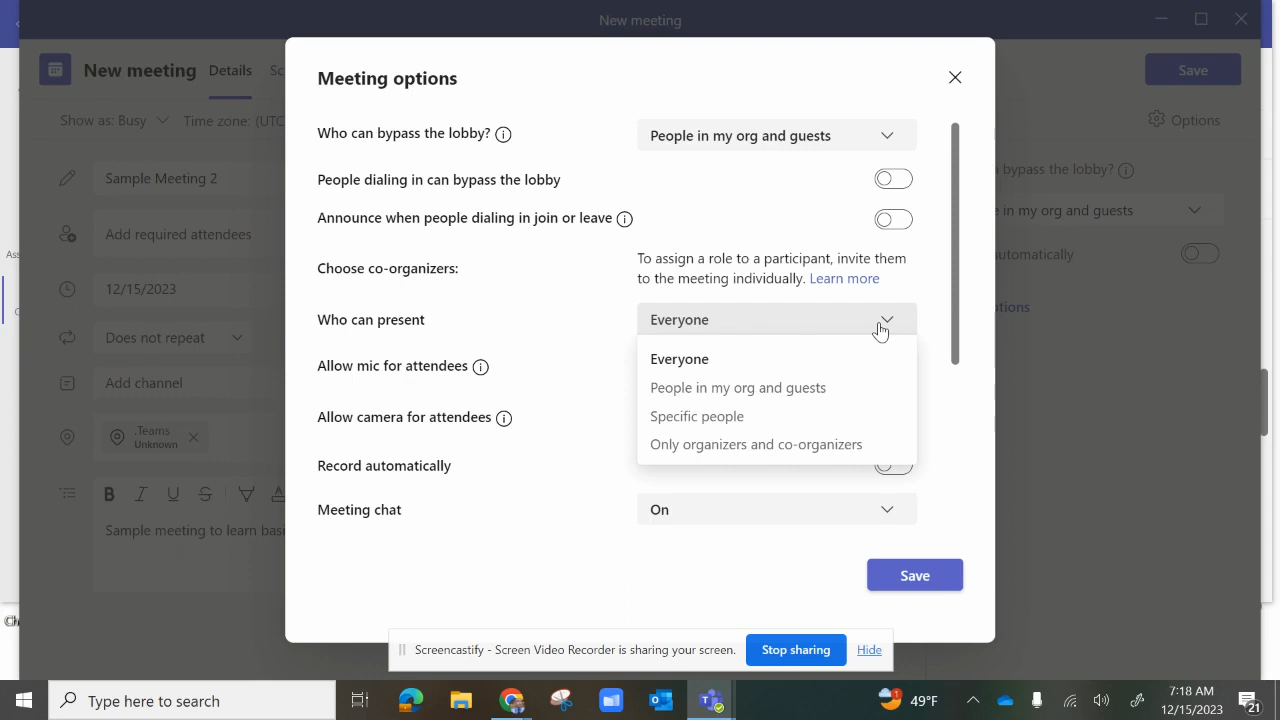 New meeting
New meeting
Details
Save
Show as: Busy
Time zone: (UTC
Options
Meeting options
Who can bypass the lobby?
People in my org and guests
People dialing in can bypass the lobby
Announce when people dialing in join or leave
Choose co-organizers:
To assign a role to a participant, invite them
to the meeting individually. Learn more
Who can present
Everyone
Everyone
People in my org and guests
Specific people
Only organizers and co-organizers
Allow mic for attendees
Allow camera for attendees
Record automatically
Meeting chat
On
Save
Sample Meeting 2
Add required attendees
12/15/2023
Does not repeat
Add channel
.Teams
Unknown
B I U S A
Sample meeting to learn basi
bypass the lobby?
e in my org and guests
automatically
tions
Screencastify - Screen Video Recorder is sharing your screen.
Stop sharing
Hide
Type here to search
1
49°F
7:18 AM
12/15/2023
21